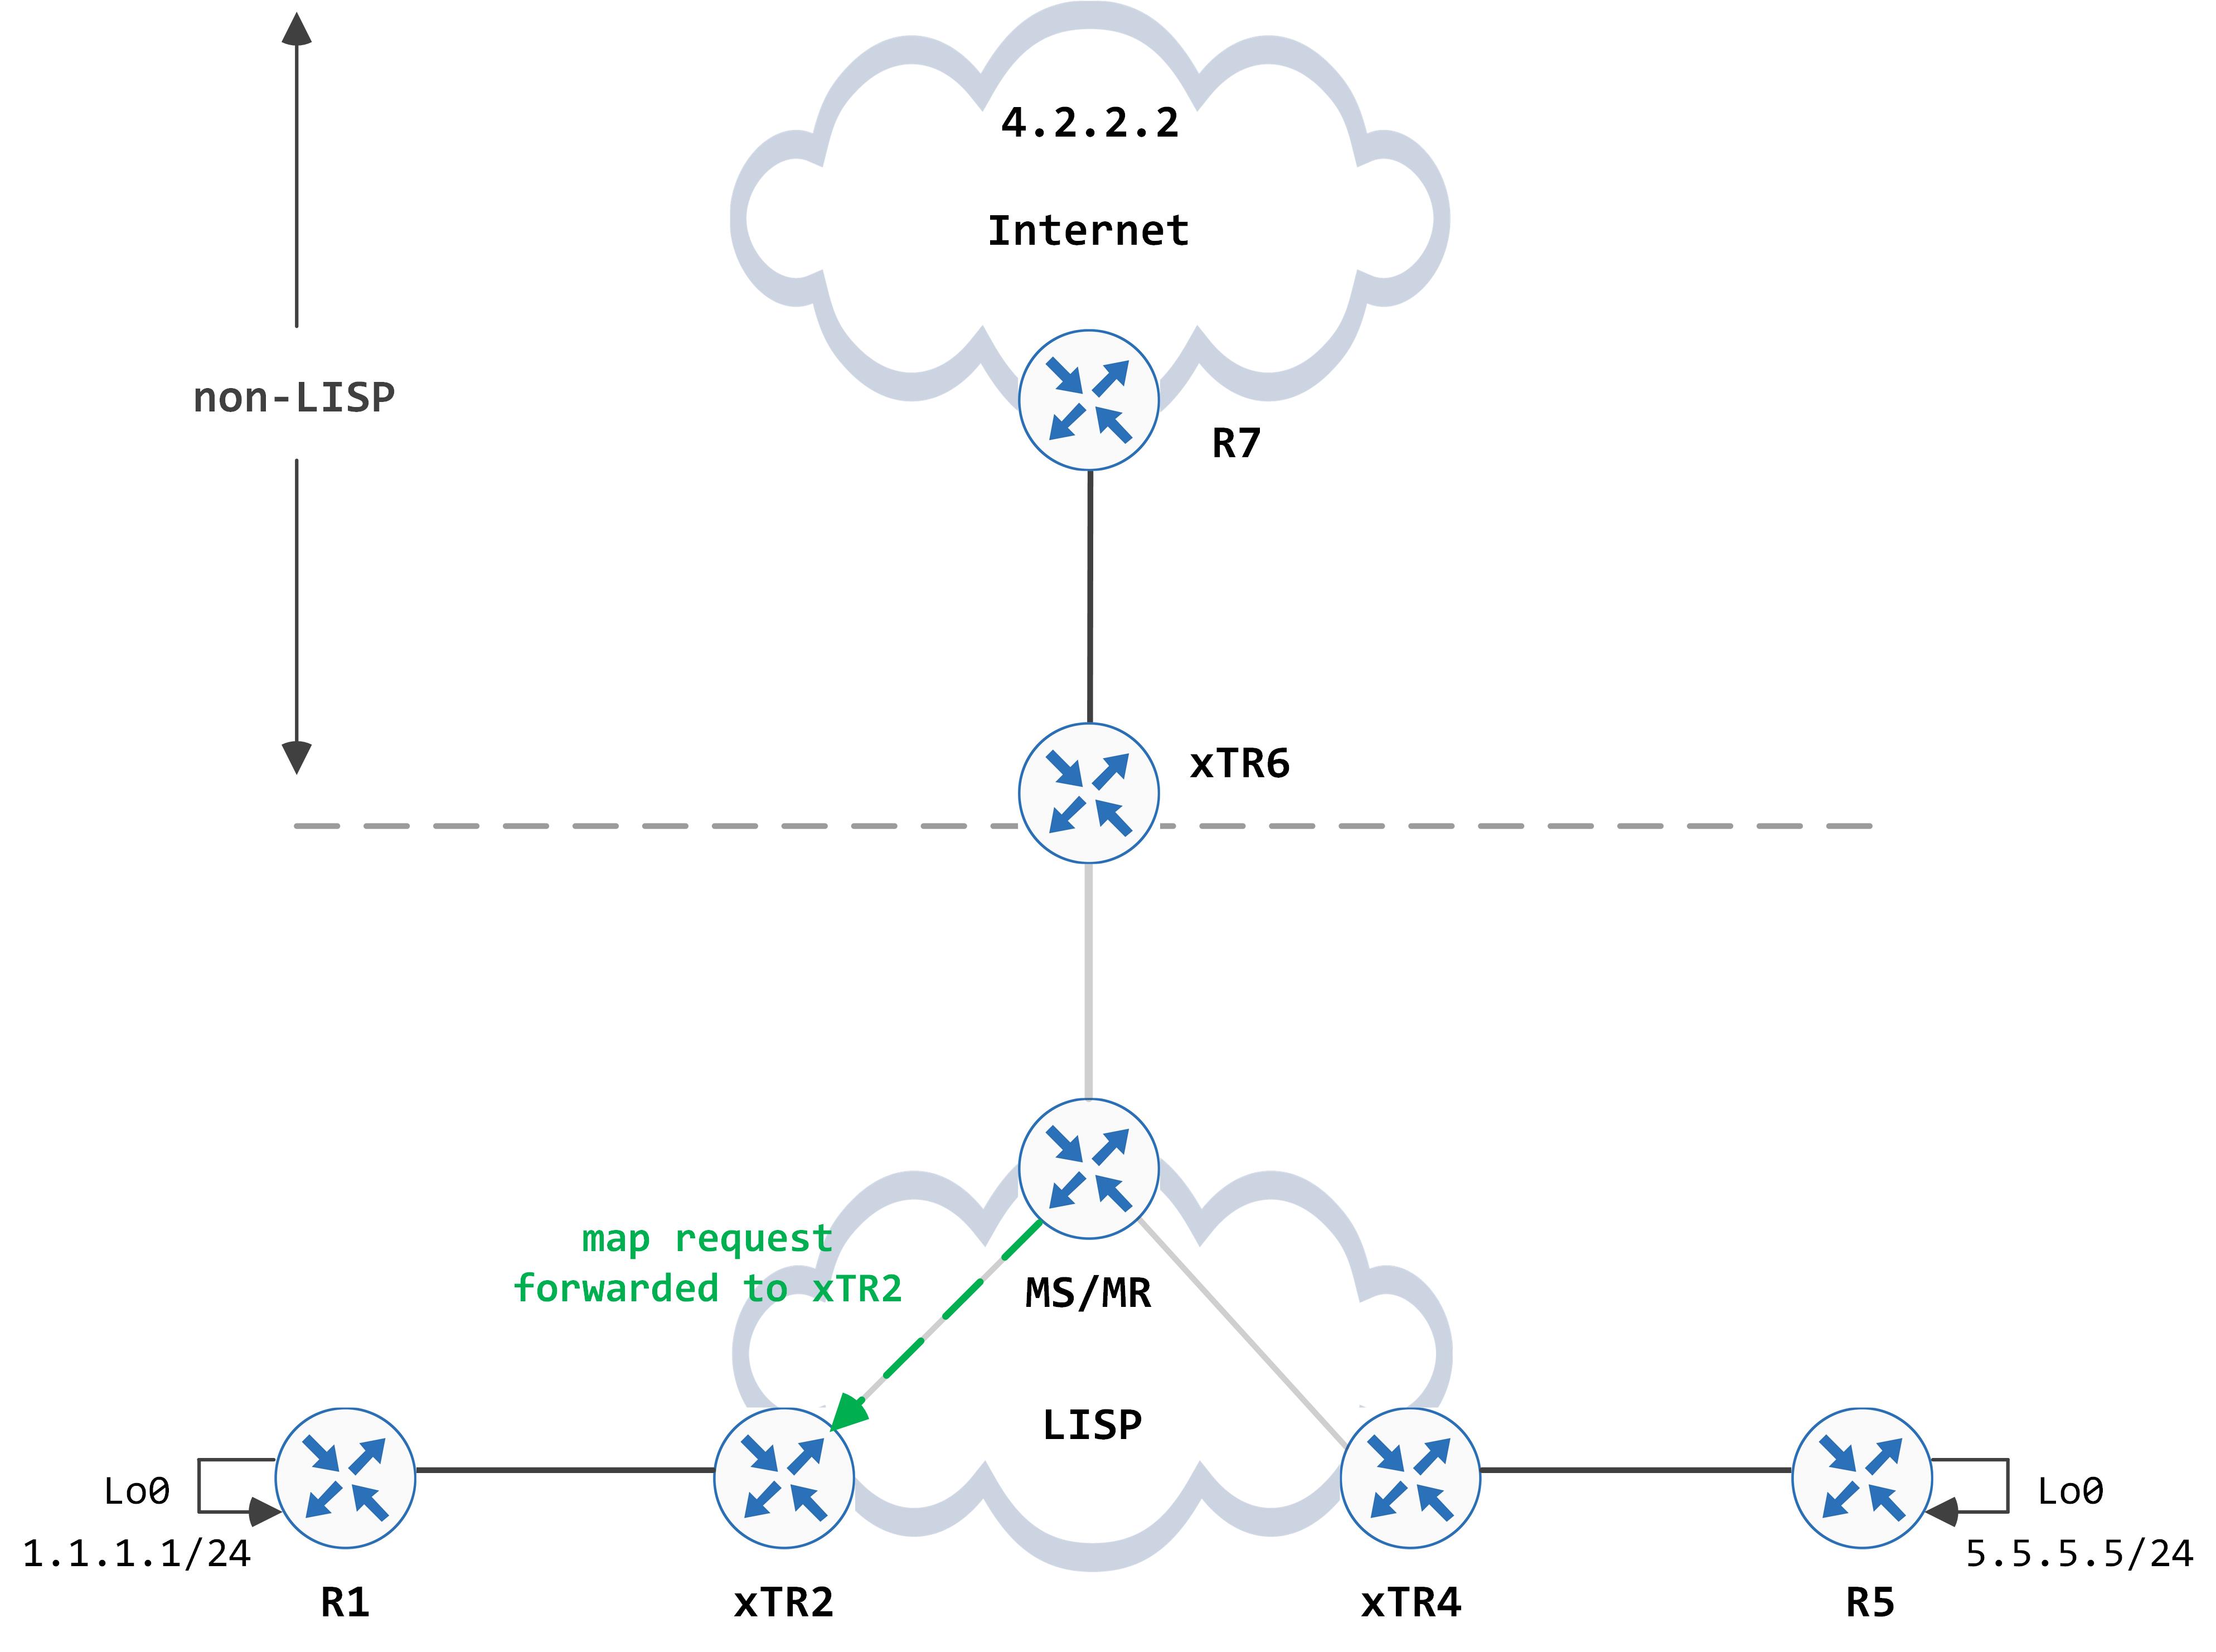 4.2.2.2
Internet
non-LISP
R7
xTR6
map request
forwarded to xTR2
MS/MR
LISP
Lo0
1.1.1.1/24
Lo0
5.5.5.5/24
R1
xTR2
xTR4
R5